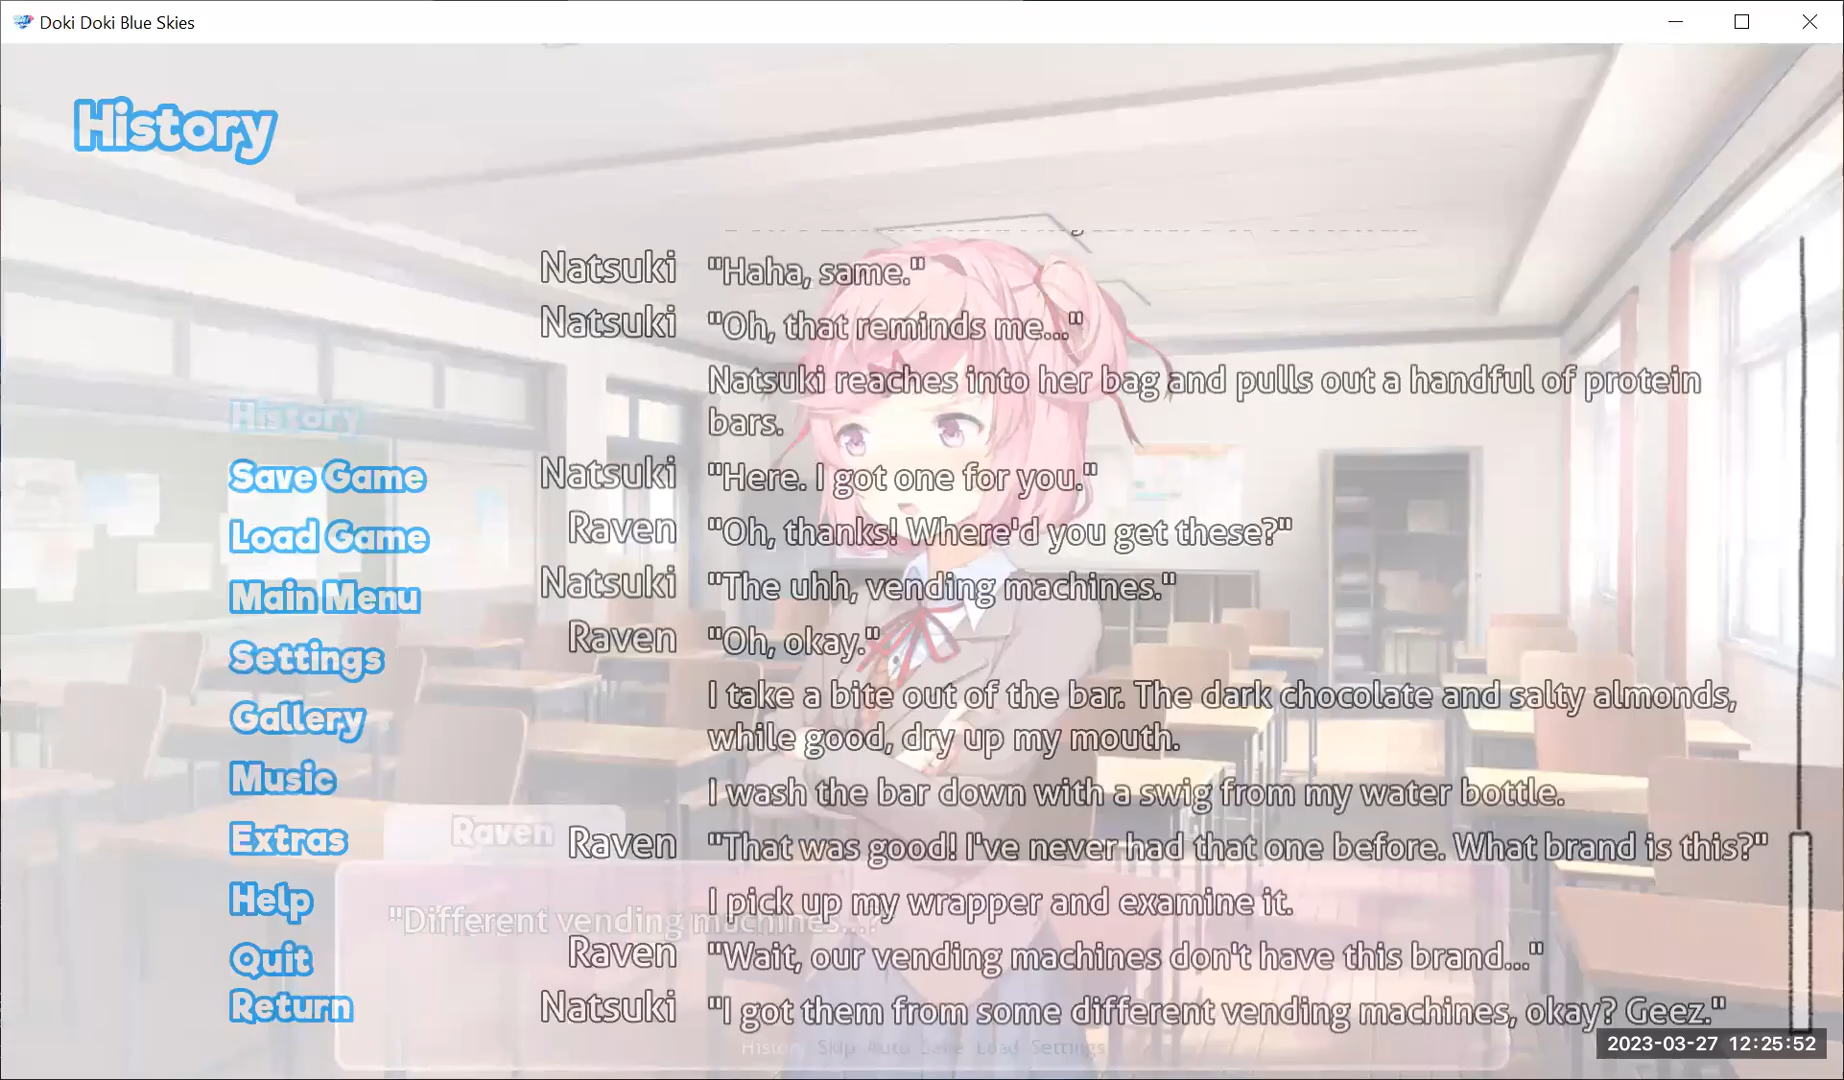 Doki Doki Blue Skies
History
Natsuki "Haha, same."
Natsuki "Oh, that reminds me..."
Natsuki reaches into her bag and pulls out a handful of protein
bars.
Natsuki "Here. I got one for you."
Raven "Oh, thanks! Where'd you get these?"
Natsuki "The uhh, vending machines."
Raven "Oh, okay."
I take a bite out of the bar. The dark chocolate and salty almonds,
while good, dry up my mouth.
I wash the bar down with a swig from my water bottle.
Raven "That was good! I've never had that one before. What brand is this?"
I pick up my wrapper and examine it.
Raven "Wait, our vending machines don't have this brand..."
Natsuki "I got them from some different vending machines, okay? Geez."
History
Save Game
Load Game
Main Menu
Settings
Gallery
Music
Extras
Help
Quit
Return
Raven
"Different vending machines...?"
History Skip Auto Save Load Settings
2023-03-27 12:25:52